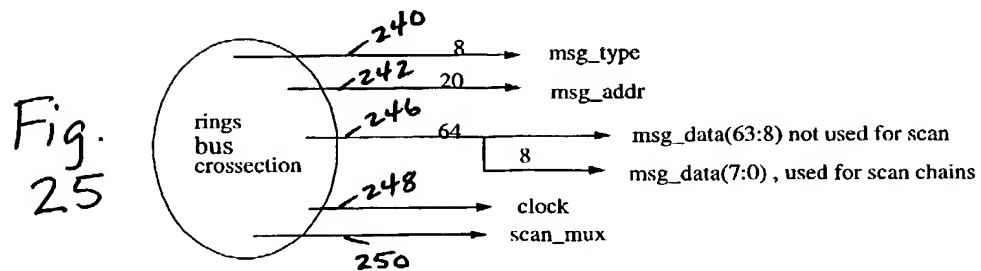 Fig.
25
rings
bus
crossection
240
8
msg_type
242
20
msg_addr
246
64
msg_data(63:8) not used for scan
8
msg_data(7:0) , used for scan chains
248
clock
scan_mux
250